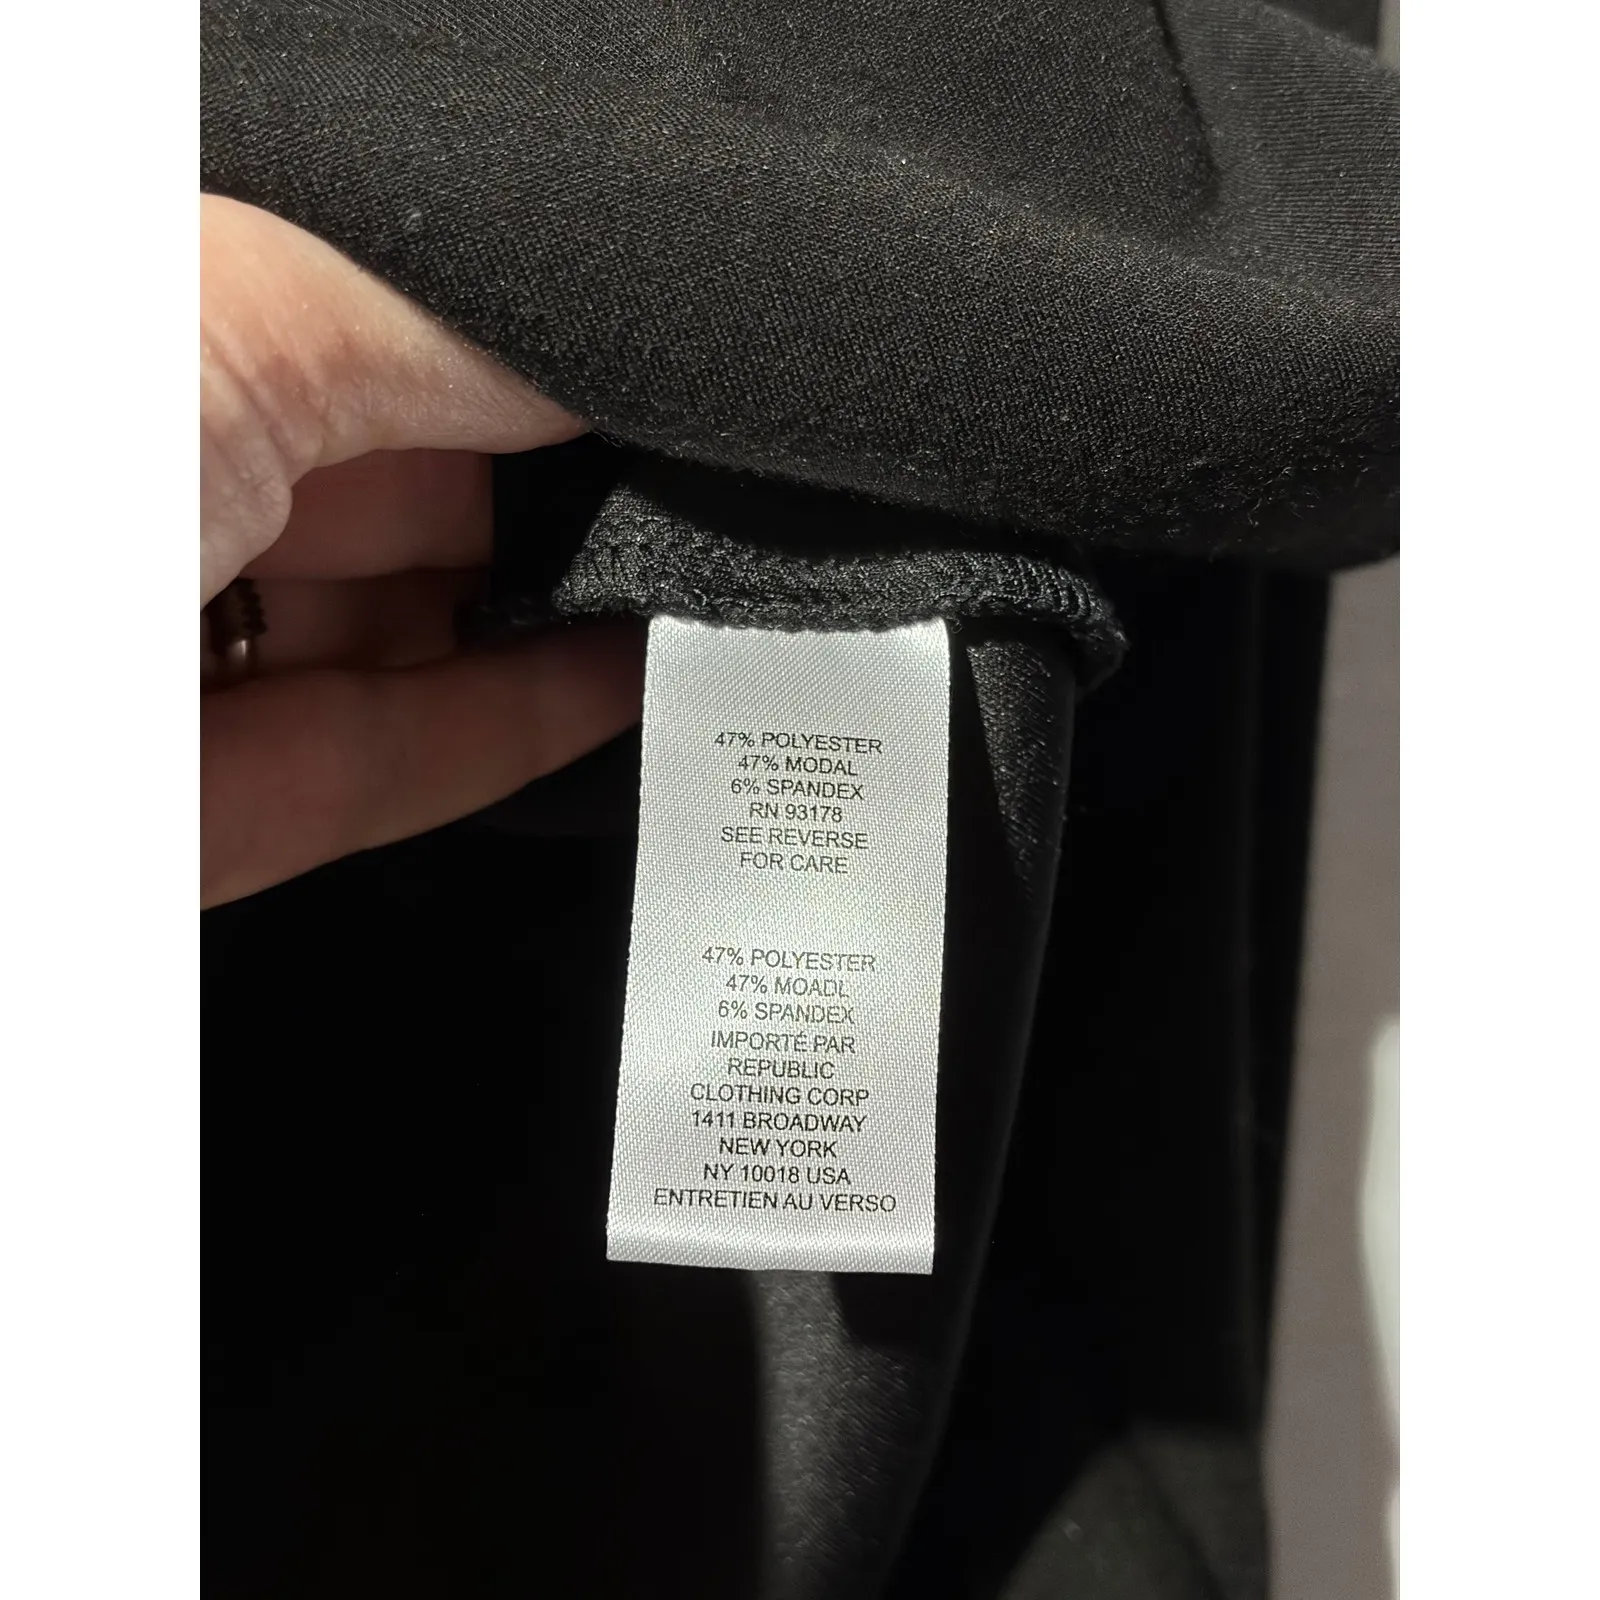 47% POLYESTER
47% MODAL
6% SPANDEX
RN 93178
SEE REVERSE
FOR CARE
47% POLYESTER
47% MOADL
6% SPANDEX
IMPORTÉ PAR
REPUBLIC
CLOTHING CORP
1411 BROADWAY
NEW YORK
NY 10018 USA
ENTRETIEN AU VERSO